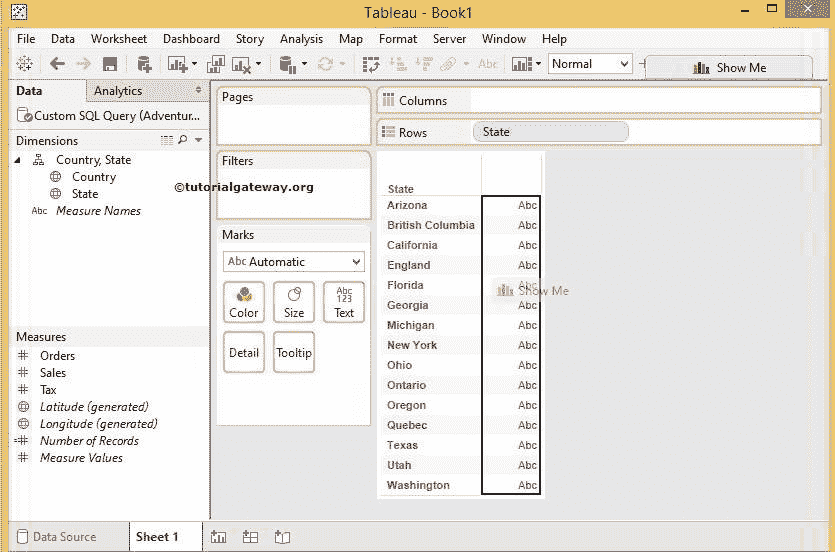 Tableau - Book1
File Data Worksheet Dashboard Story Analysis Map Format Server Window Help
Abc Normal Show Me
Data Analytics
Custom SQL Query (Adventur...
Dimensions
Country, State
Country
State
Abc Measure Names
Measures
Orders
Sales
Tax
Latitude (generated)
Longitude (generated)
Number of Records
Measure Values
Pages
Filters
©tutorialgateway.org
Marks
Abc Automatic
Color Size Abc 123 Text
Detail Tooltip
Columns
Rows State
State
Arizona Abc
British Columbia Abc
California Abc
England Abc
Florida Abc
Show Me
Georgia Abc
Michigan Abc
New York Abc
Ohio Abc
Ontario Abc
Oregon Abc
Quebec Abc
Texas Abc
Utah Abc
Washington Abc
Data Source Sheet 1